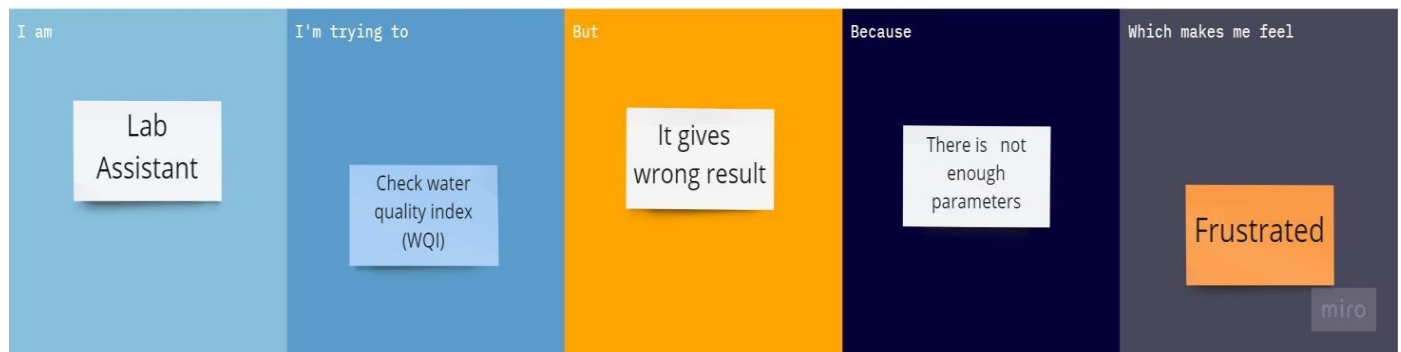 I am
Lab
Assistant
I'm trying to
Check water
quality index
(WQI)
But
It gives
wrong result
Because
There is not
enough
parameters
Which makes me feel
Frustrated
miro